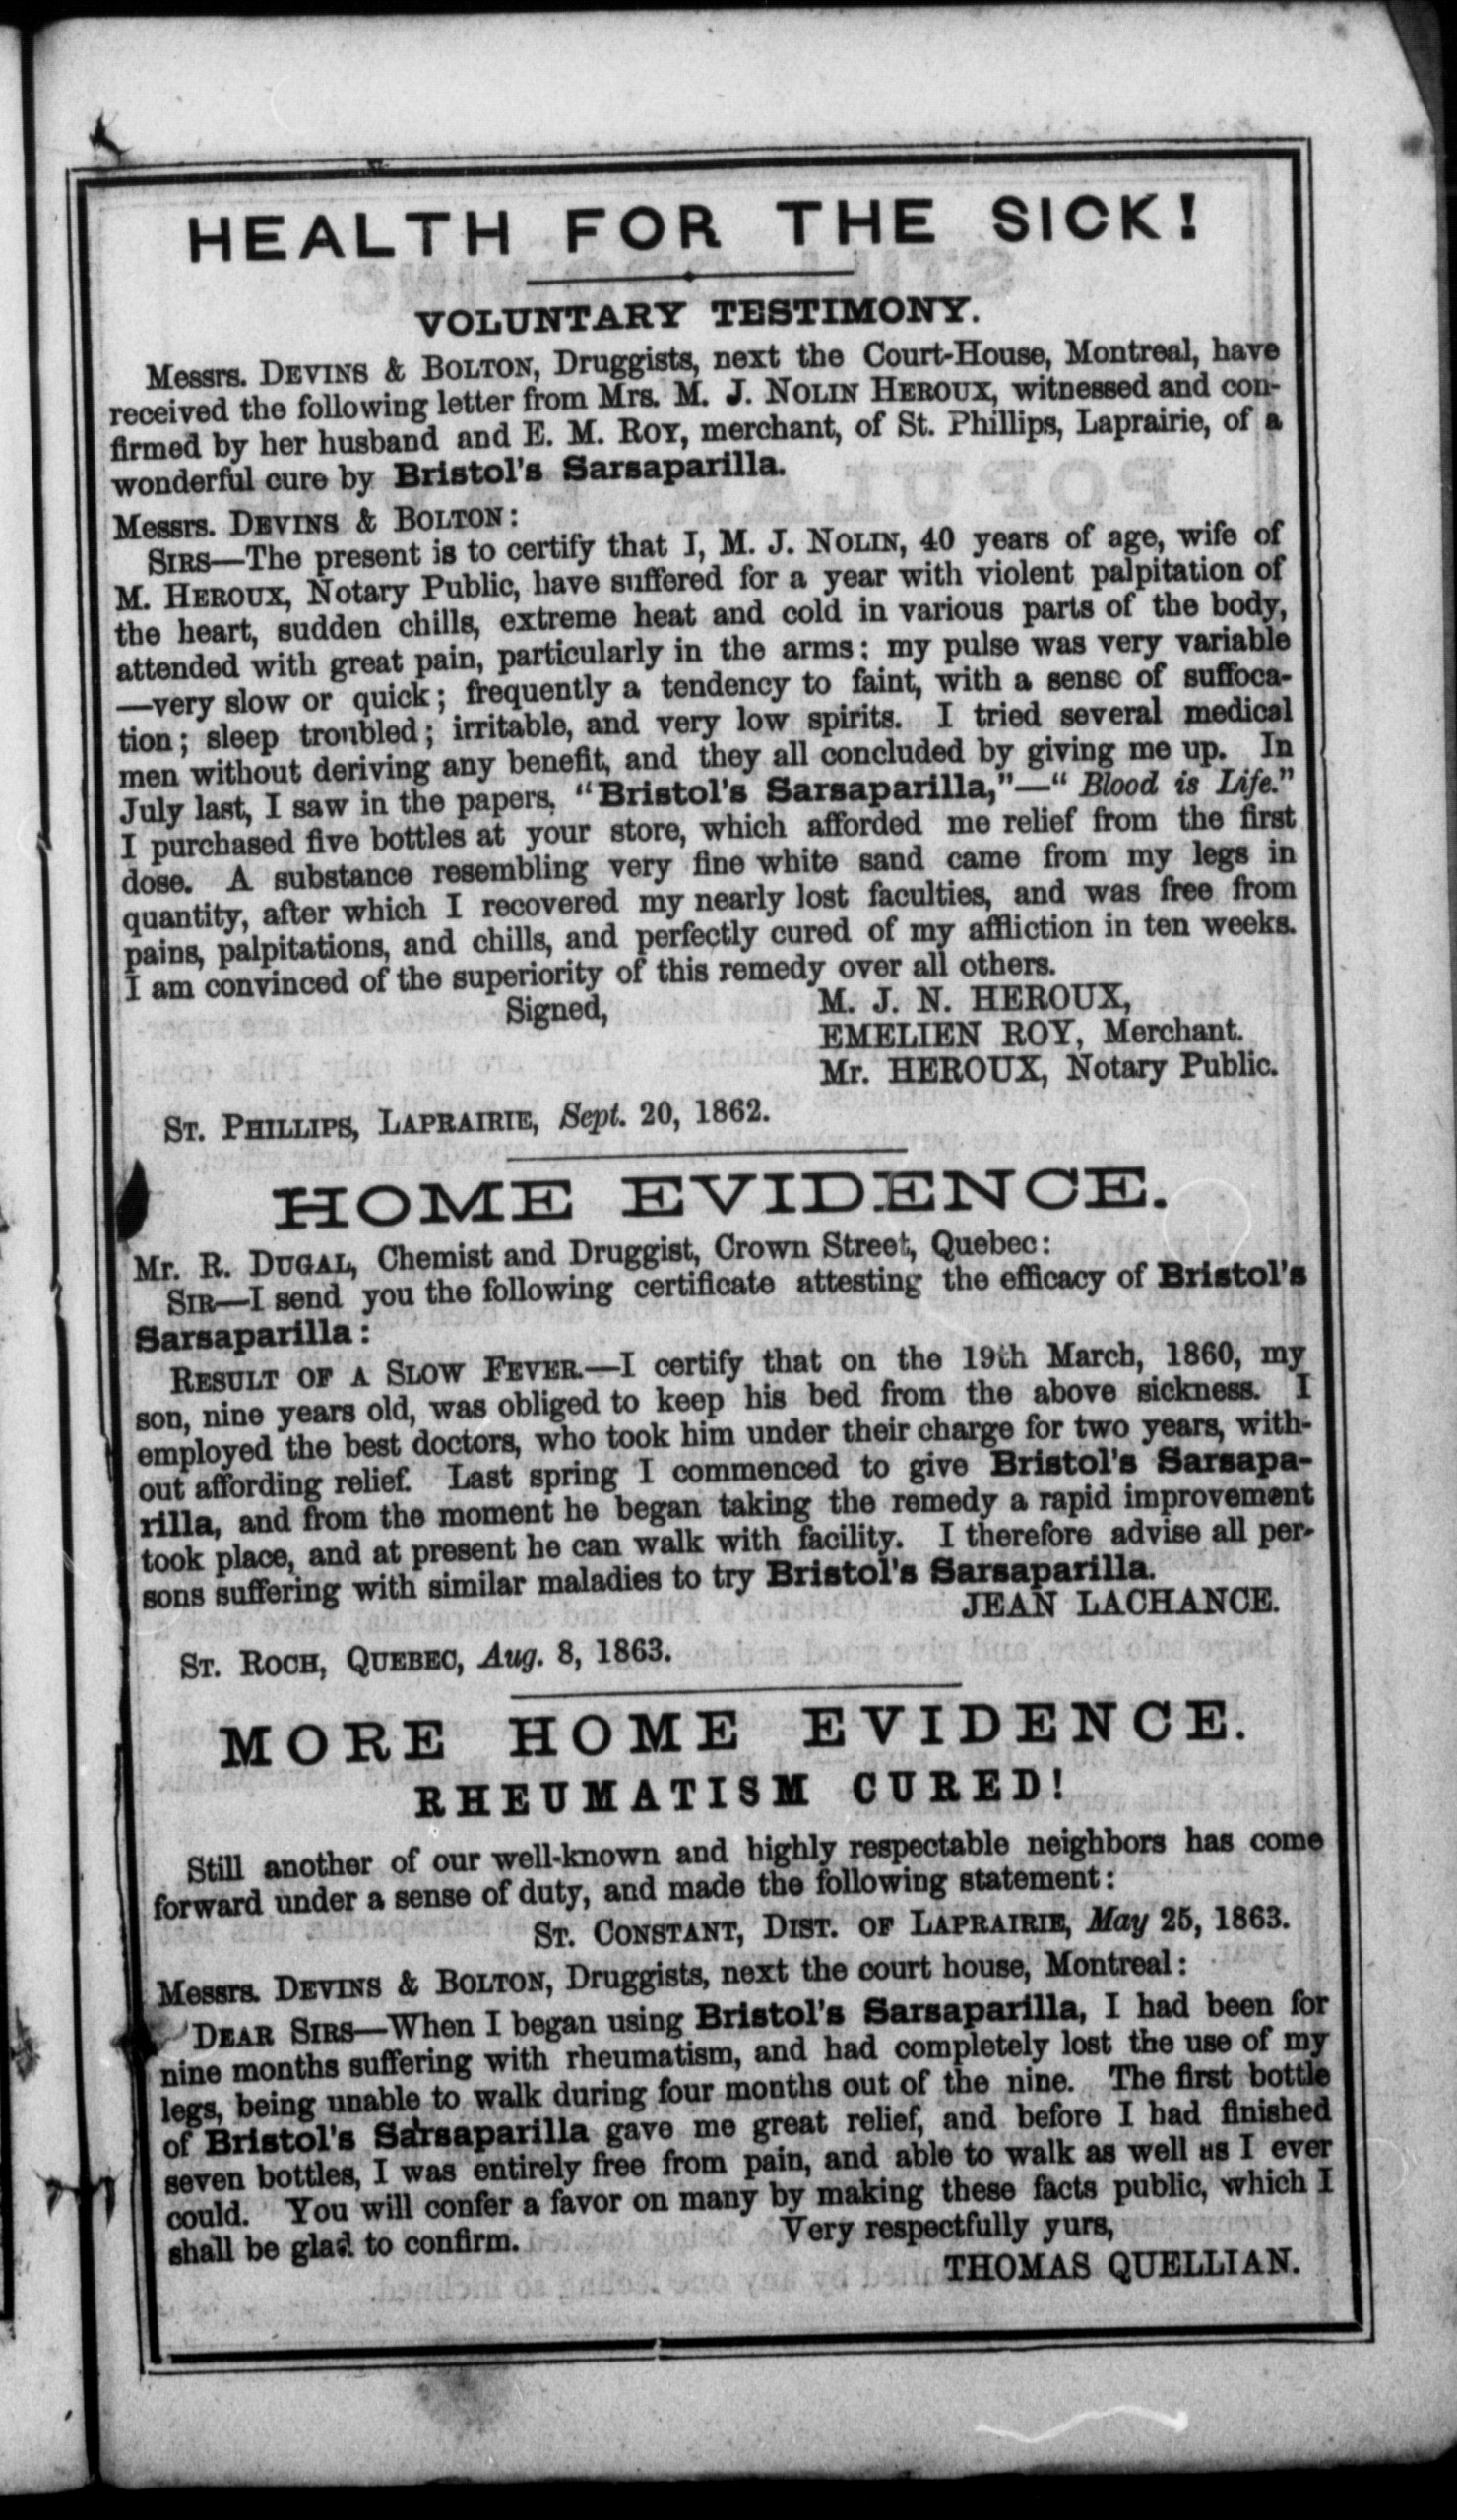 HEALTH FOR THE SICK!
VOLUNTARY TESTIMONY.
Messrs. DEVINS & BOLTON, Druggists, next the Court-House, Montreal, have
received the following letter from Mrs. M. J. NOLIN HEROUX, witnessed and con-
firmed by her husband and E. M. ROY, merchant, of St. Phillips, Laprairie, of a
wonderful cure by Bristol's Sarsaparilla.
Messrs. DEVINS & BOLTON:
SIRS—The present is to certify that I, M. J. NOLIN, 40 years of age, wife of
M. HEROUX, Notary Public, have suffered for a year with violent palpitation of
the heart, sudden chills, extreme heat and cold in various parts of the body,
attended with great pain, particularly in the arms: my pulse was very variable
—very slow or quick; frequently a tendency to faint, with a sense of suffoca-
tion; sleep troubled; irritable, and very low spirits. I tried several medical
men without deriving any benefit, and they all concluded by giving me up. In
July last, I saw in the papers, "Bristol's Sarsaparilla,"—"Blood is Life."
I purchased five bottles at your store, which afforded me relief from the first
dose. A substance resembling very fine white sand came from my legs in
quantity, after which I recovered my nearly lost faculties, and was free from
pains, palpitations, and chills, and perfectly cured of my affliction in ten weeks.
I am convinced of the superiority of this remedy over all others.
Signed, M. J. N. HEROUX,
EMELIEN ROY, Merchant.
Mr. HEROUX, Notary Public.
ST. PHILLIPS, LAPRAIRIE, Sept. 20, 1862.
HOME EVIDENCE.
Mr. R. DUGAL, Chemist and Druggist, Crown Street, Quebec:
SIR—I send you the following certificate attesting the efficacy of Bristol's
Sarsaparilla:
RESULT OF A SLOW FEVER.—I certify that on the 19th March, 1860, my
son, nine years old, was obliged to keep his bed from the above sickness. I
employed the best doctors, who took him under their charge for two years, with-
out affording relief. Last spring I commenced to give Bristol's Sarsapa-
rilla, and from the moment he began taking the remedy a rapid improvement
took place, and at present he can walk with facility. I therefore advise all per-
sons suffering with similar maladies to try Bristol's Sarsaparilla.
JEAN LACHANCE.
ST. ROCH, QUEBEC, Aug. 8, 1863.
MORE HOME EVIDENCE.
RHEUMATISM CURED!
Still another of our well-known and highly respectable neighbors has come
forward under a sense of duty, and made the following statement:
ST. CONSTANT, DIST. OF LAPRAIRIE, May 25, 1863.
Messrs. DEVINS & BOLTON, Druggists, next the court house, Montreal:
DEAR SIRS—When I began using Bristol's Sarsaparilla, I had been for
nine months suffering with rheumatism, and had completely lost the use of my
legs, being unable to walk during four months out of the nine. The first bottle
of Bristol's Sarsaparilla gave me great relief, and before I had finished
seven bottles, I was entirely free from pain, and able to walk as well as I ever
could. You will confer a favor on many by making these facts public, which I
shall be glad to confirm. Very respectfully yurs,
THOMAS QUELLIAN.